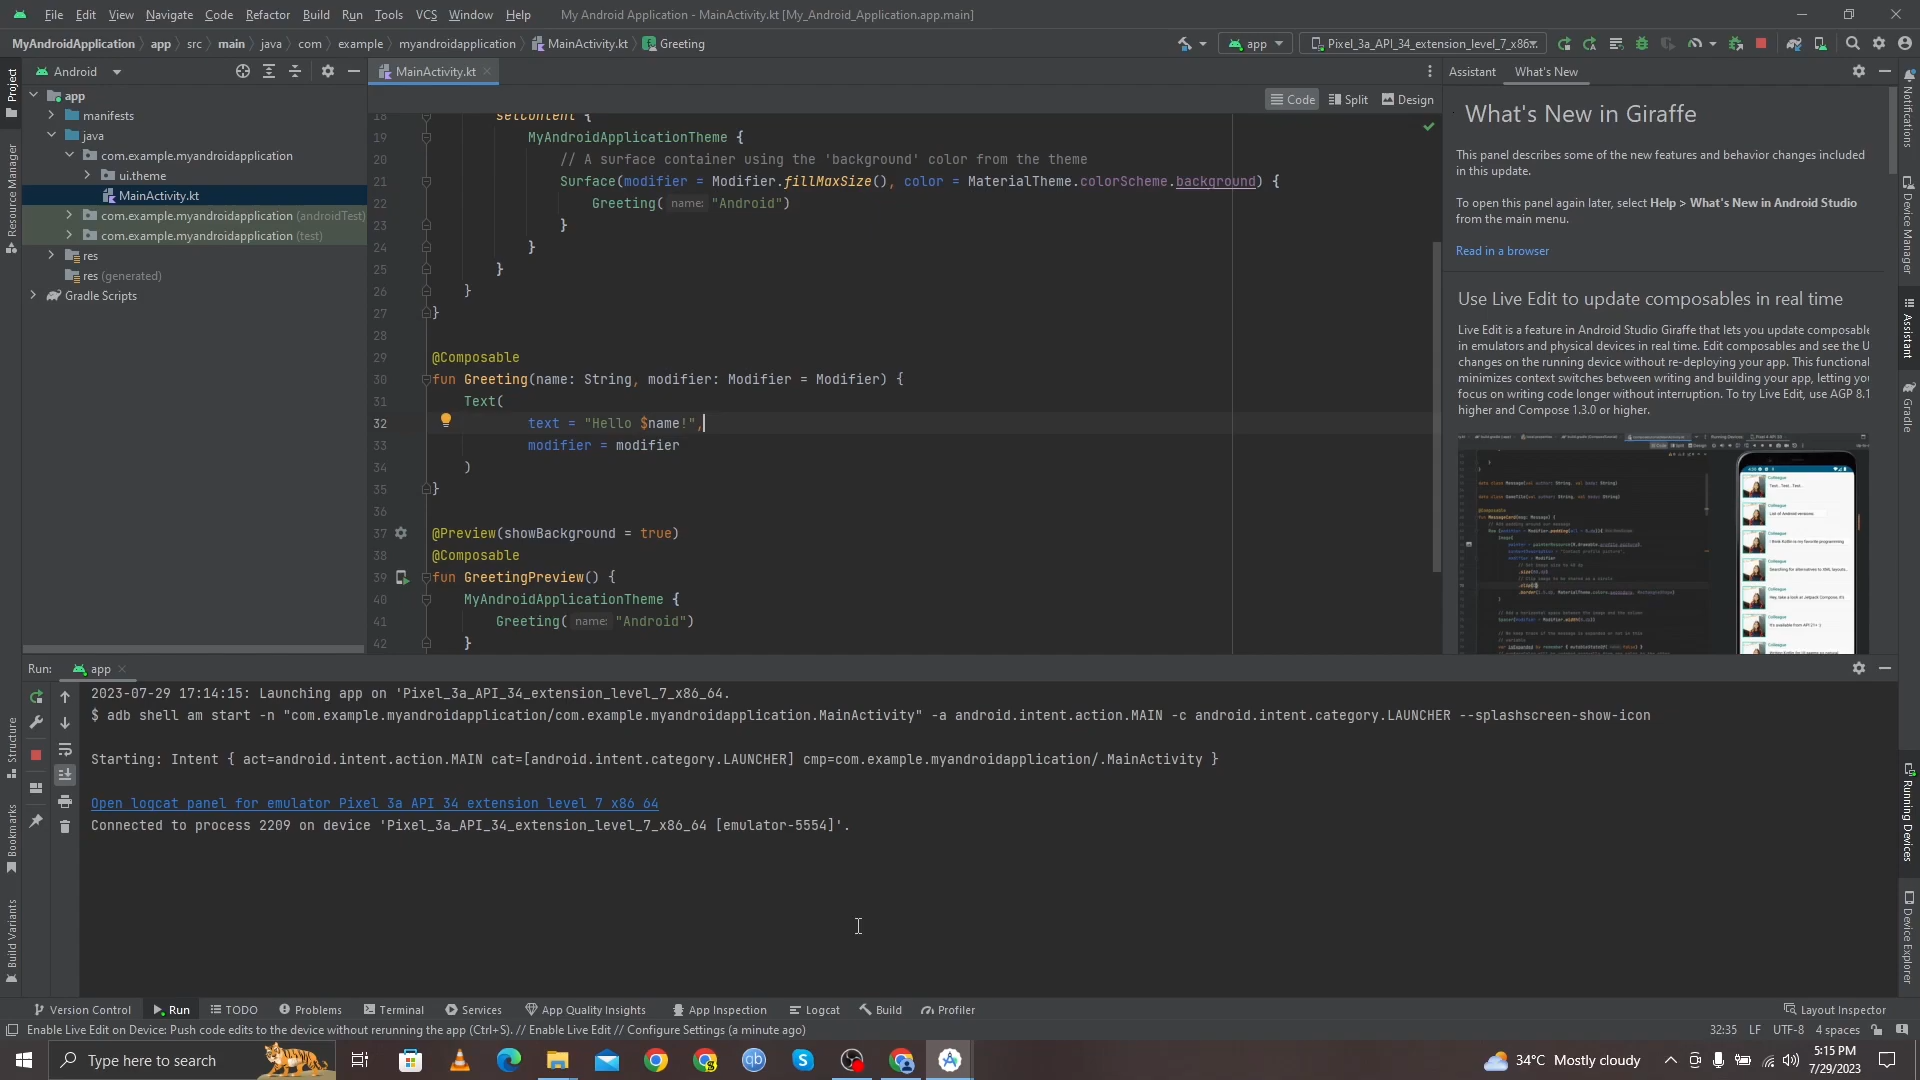 File Edit View Navigate Code Refactor Build Run Tools VCS Window Help My Android Application - MainActivity.kt [My_Android_Application.app.main]
MyAndroidApplication app src main java com example myandroidapplication MainActivity.kt Greeting app Pixel_3a_API_34_extension_level_7_x86
Project
Resource Manager
Structure
Bookmarks
Build Variants
Android
app
manifests
java
com.example.myandroidapplication
ui.theme
MainActivity.kt
com.example.myandroidapplication (androidTest)
com.example.myandroidapplication (test)
res
res (generated)
Gradle Scripts
MainActivity.kt
Code Split Design
18 setContent {
19 MyAndroidApplicationTheme {
20 // A surface container using the 'background' color from the theme
21 Surface(modifier = Modifier.fillMaxSize(), color = MaterialTheme.colorScheme.background) {
22 Greeting( name: "Android")
23 }
24 }
25 }
26 }
27 }
28
29 @Composable
30 fun Greeting(name: String, modifier: Modifier = Modifier) {
31 Text(
32 text = "Hello $name!",
33 modifier = modifier
34 )
35 }
36
37 @Preview(showBackground = true)
38 @Composable
39 fun GreetingPreview() {
40 MyAndroidApplicationTheme {
41 Greeting( name: "Android")
42 }
Assistant What's New
What's New in Giraffe
This panel describes some of the new features and behavior changes included
in this update.
To open this panel again later, select Help > What's New in Android Studio
from the main menu.
Read in a browser
Use Live Edit to update composables in real time
Live Edit is a feature in Android Studio Giraffe that lets you update composable
in emulators and physical devices in real time. Edit composables and see the U
changes on the running device without re-deploying your app. This functional
minimizes context switches between writing and building your app, letting you
focus on writing code longer without interruption. To try Live Edit, use AGP 8.1
higher and Compose 1.3.0 or higher.
Notifications
Device Manager
Assistant
Gradle
Running Devices
Device Explorer
Run: app
2023-07-29 17:14:15: Launching app on 'Pixel_3a_API_34_extension_level_7_x86_64.
$ adb shell am start -n "com.example.myandroidapplication/com.example.myandroidapplication.MainActivity" -a android.intent.action.MAIN -c android.intent.category.LAUNCHER --splashscreen-show-icon
Starting: Intent { act=android.intent.action.MAIN cat=[android.intent.category.LAUNCHER] cmp=com.example.myandroidapplication/.MainActivity }
Open logcat panel for emulator Pixel 3a API 34 extension level 7 x86 64
Connected to process 2209 on device 'Pixel_3a_API_34_extension_level_7_x86_64 [emulator-5554]'.
Version Control Run TODO Problems Terminal Services App Quality Insights App Inspection Logcat Build Profiler Layout Inspector
Enable Live Edit on Device: Push code edits to the device without rerunning the app (Ctrl+S). // Enable Live Edit // Configure Settings (a minute ago) 32:35 LF UTF-8 4 spaces
Type here to search 34°C Mostly cloudy 5:15 PM
7/29/2023